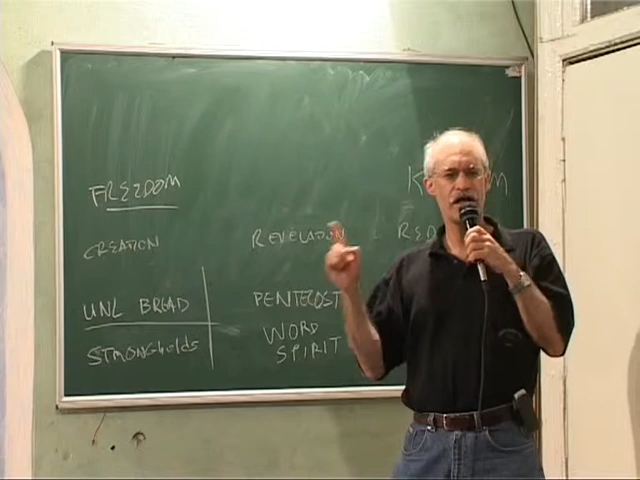 FREEDOM
CREATION REVELATION
UNL BREAD PENTECOST
WORD
STRONGholds SPIRIT